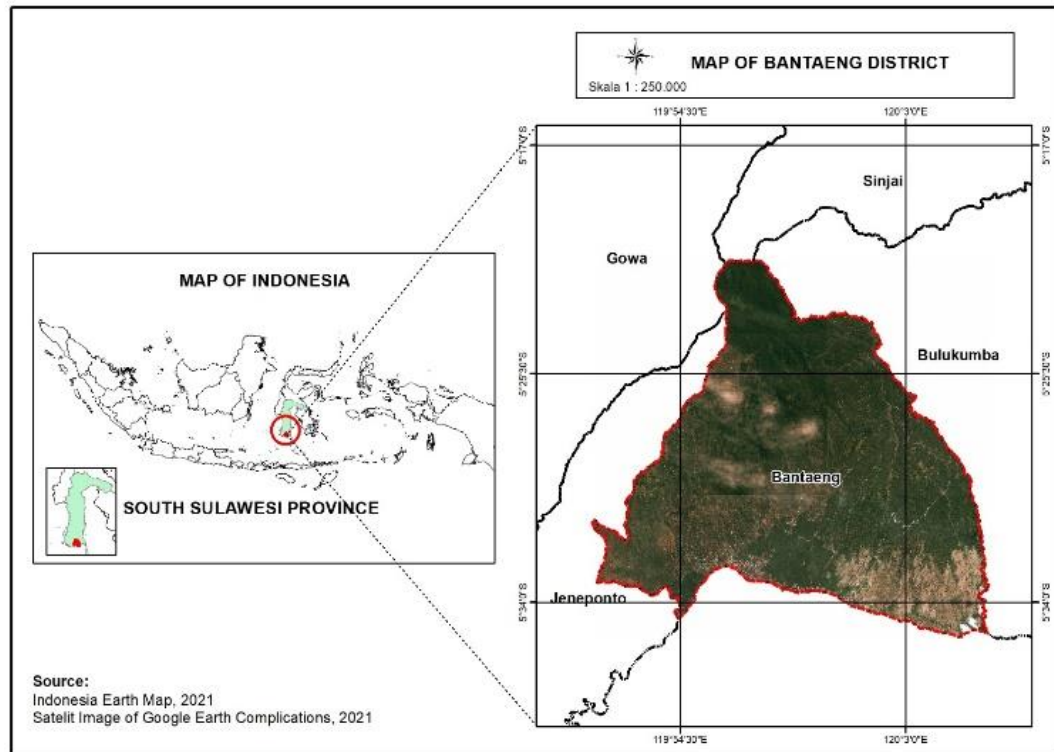 MAP OF BANTAENG DISTRICT
Skala 1 : 250.000
119°54'30"E
120°3'0"E
5°17'0"S
5°17'0"S
Sinjai
Gowa
MAP OF INDONESIA
Bulukumba
5°25'30"S
5°25'30"S
Bantaeng
SOUTH SULAWESI PROVINCE
Jeneponto
5°34'0"S
5°34'0"S
Source:
Indonesia Earth Map, 2021
Satelit Image of Google Earth Complications, 2021
119°54'30"E
120°3'0"E